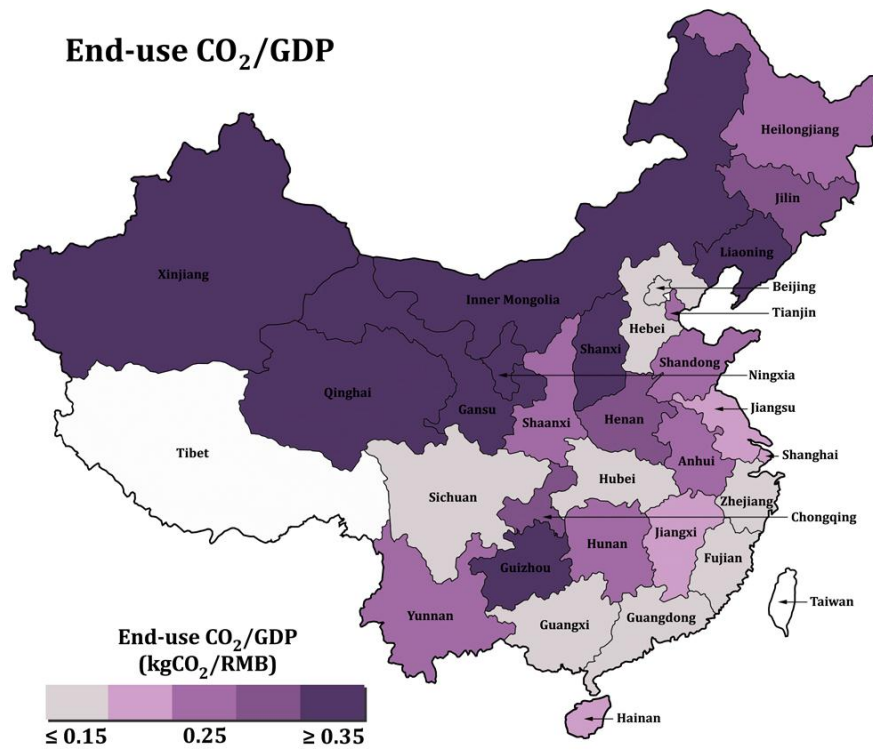 End-use CO₂/GDP
Heilongjiang
Jilin
Liaoning
Xinjiang
Beijing
Inner Mongolia
Tianjin
Hebei
Shanxi
Shandong
Ningxia
Qinghai
Gansu
Jiangsu
Shaanxi
Henan
Tibet
Shanghai
Anhui
Hubei
Sichuan
Zhejiang
Chongqing
Jiangxi
Hunan
Fujian
Guizhou
Taiwan
Yunnan
Guangxi
Guangdong
End-use CO₂/GDP
(kgCO₂/RMB)
Hainan
≤ 0.15 0.25 ≥ 0.35